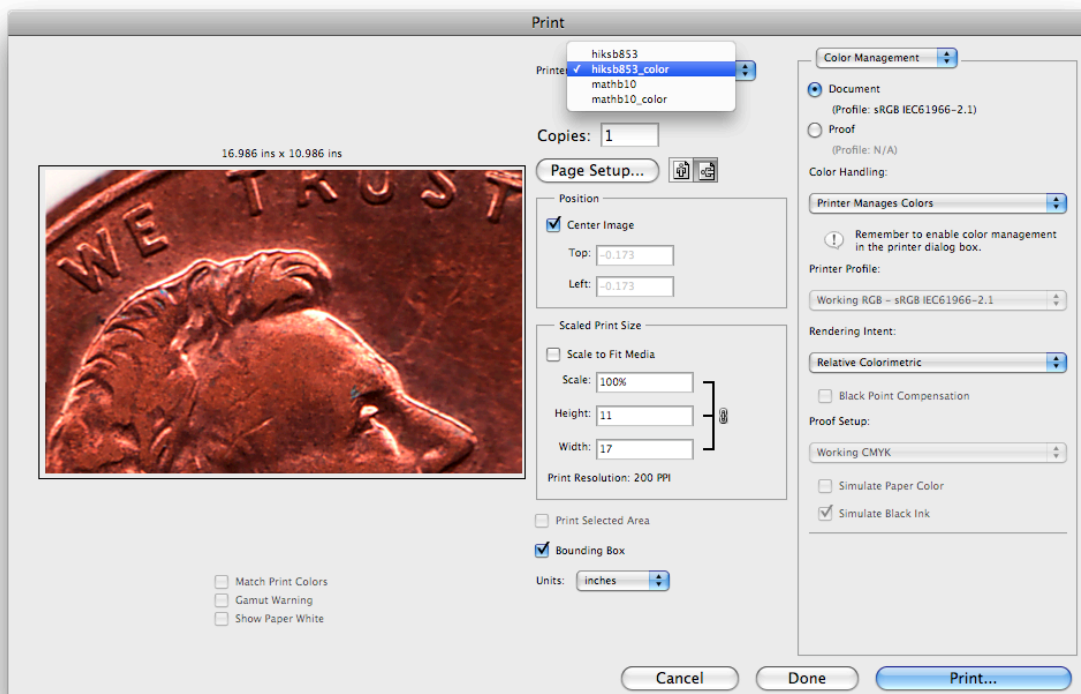 Print
hiksb853
Printer
✓ hiksb853_color
mathb10
mathb10_color
Copies: 1
Page Setup...
16.986 ins x 10.986 ins
WE TRUST
Position
Center Image
Top: -0.173
Left: -0.173
Scaled Print Size
Scale to Fit Media
Scale: 100%
Height: 11
Width: 17
Print Resolution: 200 PPI
Print Selected Area
Bounding Box
Units: inches
Match Print Colors
Gamut Warning
Show Paper White
Color Management
Document
(Profile: sRGB IEC61966-2.1)
Proof
(Profile: N/A)
Color Handling:
Printer Manages Colors
Remember to enable color management
in the printer dialog box.
Printer Profile:
Working RGB - sRGB IEC61966-2.1
Rendering Intent:
Relative Colorimetric
Black Point Compensation
Proof Setup:
Working CMYK
Simulate Paper Color
Simulate Black Ink
Cancel
Done
Print...